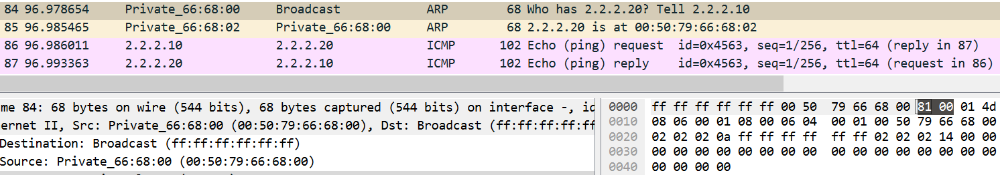 84 96.978654 Private_66:68:00 Broadcast ARP 68 Who has 2.2.2.20? Tell 2.2.2.10
85 96.985465 Private_66:68:02 Private_66:68:00 ARP 68 2.2.2.20 is at 00:50:79:66:68:02
86 96.986011 2.2.2.10 2.2.2.20 ICMP 102 Echo (ping) request id=0x4563, seq=1/256, ttl=64 (reply in 87)
87 96.993363 2.2.2.20 2.2.2.10 ICMP 102 Echo (ping) reply id=0x4563, seq=1/256, ttl=64 (request in 86)
me 84: 68 bytes on wire (544 bits), 68 bytes captured (544 bits) on interface -, id
ernet II, Src: Private_66:68:00 (00:50:79:66:68:00), Dst: Broadcast (ff:ff:ff:ff:ff
Destination: Broadcast (ff:ff:ff:ff:ff:ff)
Source: Private_66:68:00 (00:50:79:66:68:00)
0000 ff ff ff ff ff ff 00 50 79 66 68 00 81 00 01 4d
0010 08 06 00 01 08 00 06 04 00 01 00 50 79 66 68 00
0020 02 02 02 0a ff ff ff ff ff ff 02 02 02 14 00 00
0030 00 00 00 00 00 00 00 00 00 00 00 00 00 00 00 00
0040 00 00 00 00